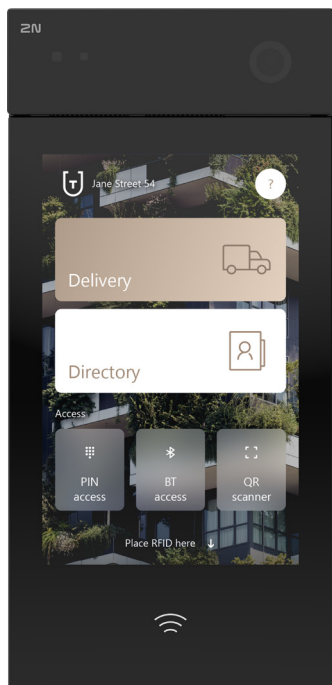 2N
T
Jane Street 54
?
Delivery
Directory
Access
PIN
access
BT
access
QR
scanner
Place RFID here ↓